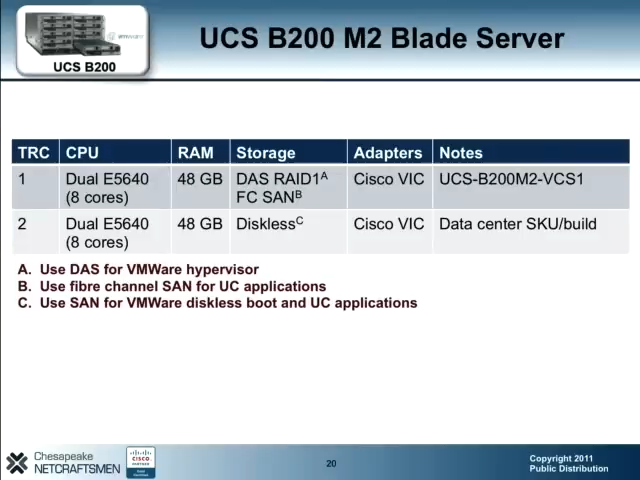 UCS B200 M2 Blade Server
vmware
UCS B200
TRC CPU RAM Storage Adapters Notes
1 Dual E5640 48 GB DAS RAID1A Cisco VIC UCS-B200M2-VCS1
(8 cores) FC SANB
2 Dual E5640 48 GB DisklessC Cisco VIC Data center SKU/build
(8 cores)
A. Use DAS for VMWare hypervisor
B. Use fibre channel SAN for UC applications
C. Use SAN for VMWare diskless boot and UC applications
Chesapeake
NETCRAFTSMEN
CISCO
PARTNER
20
Copyright 2011
Public Distribution